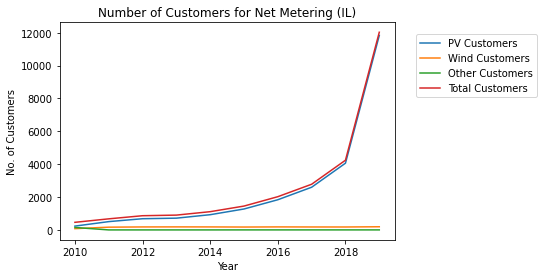 Number of Customers for Net Metering (IL)
12000
10000
8000
6000
4000
2000
0
No. of Customers
2010
2012
2014
2016
2018
Year
PV Customers
Wind Customers
Other Customers
Total Customers